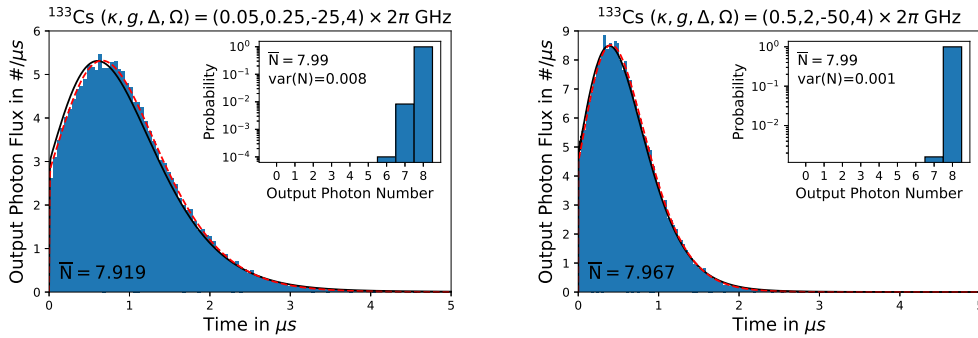 ¹³³Cs (κ, g, Δ, Ω) = (0.05,0.25,-25,4) × 2π GHz
Output Photon Flux in #/μs
6
5
4
3
2
1
0
0 1 2 3 4 5
Time in μs
N̅ = 7.919
Probability
10⁰
10⁻¹
10⁻²
10⁻³
10⁻⁴
N̅ = 7.99
var(N)=0.008
0 1 2 3 4 5 6 7 8
Output Photon Number
¹³³Cs (κ, g, Δ, Ω) = (0.5,2,-50,4) × 2π GHz
Output Photon Flux in #/μs
9
8
7
6
5
4
3
2
1
0
0 1 2 3 4 5
Time in μs
N̅ = 7.967
Probability
10⁰
10⁻¹
10⁻²
N̅ = 7.99
var(N)=0.001
0 1 2 3 4 5 6 7 8
Output Photon Number